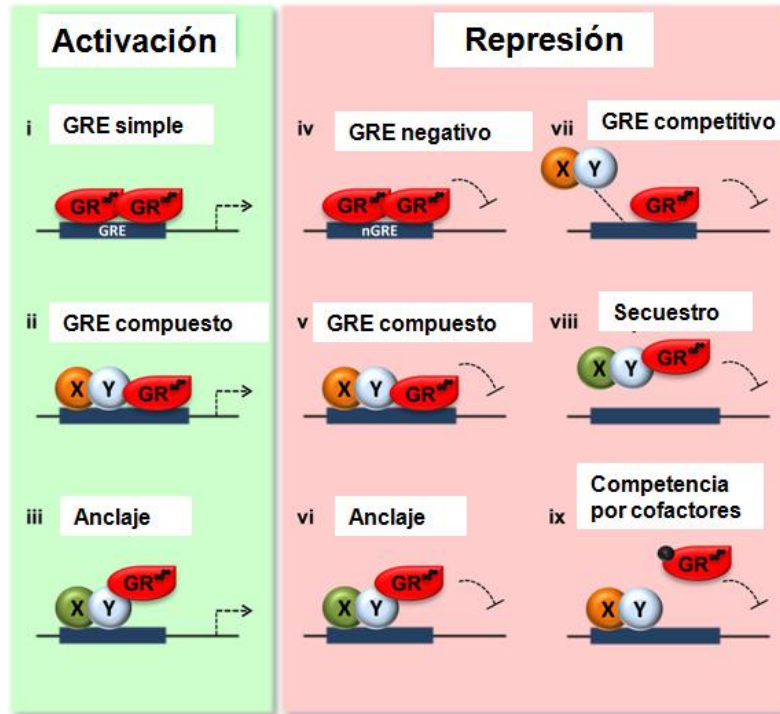 Activación
Represión
i GRE simple
GR GR
GRE
iv GRE negativo
GR GR
nGRE
vii GRE competitivo
X Y
GR
ii GRE compuesto
X Y GR
v GRE compuesto
X Y GR
viii Secuestro
X Y GR
iii Anclaje
X Y GR
vi Anclaje
X Y GR
ix Competencia
por cofactores
GR
X Y